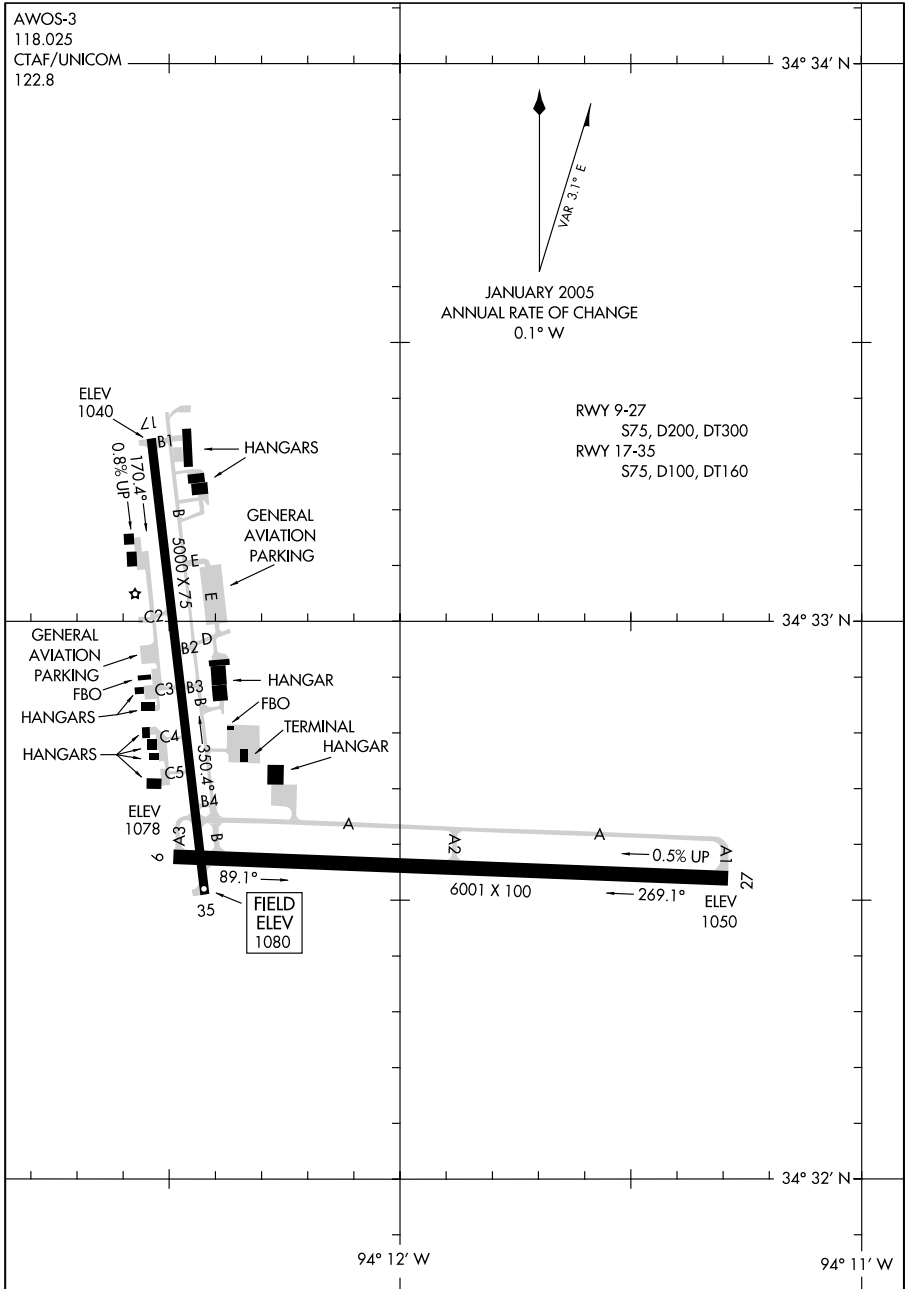 AWOS-3
118.025
CTAF/UNICOM
122.8
34° 34' N
VAR 3.1° E
JANUARY 2005
ANNUAL RATE OF CHANGE
0.1° W
RWY 9-27
S75, D200, DT300
RWY 17-35
S75, D100, DT160
ELEV
1040
17
B1
HANGARS
170.4°
0.8% UP
B
GENERAL
AVIATION
PARKING
5000 X 75
E
E
C2
34° 33' N
D
B2
GENERAL
AVIATION
PARKING
FBO
HANGARS
C3
B3
HANGAR
B
FBO
TERMINAL
HANGAR
C4
HANGARS
350.4°
C5
B4
ELEV
1078
A3
B
A
A2
A
0.5% UP
A1
9
89.1°
6001 X 100
269.1°
27
ELEV
1050
35
FIELD
ELEV
1080
34° 32' N
94° 12' W
94° 11' W